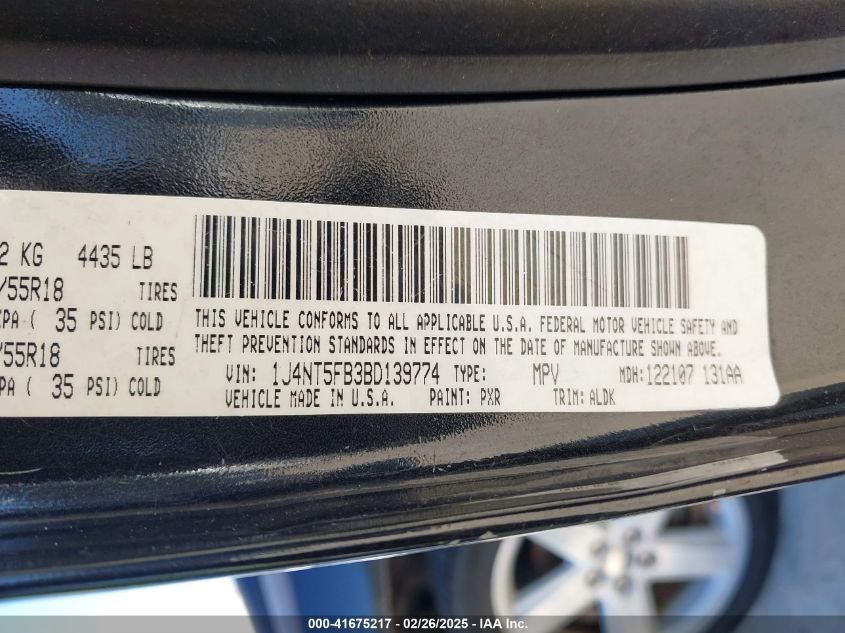 2 KG 4435 LB
/55R18 TIRES
KPA ( 35 PSI) COLD
/55R18 TIRES
KPA ( 35 PSI) COLD
THIS VEHICLE CONFORMS TO ALL APPLICABLE U.S.A. FEDERAL MOTOR VEHICLE SAFETY AND
THEFT PREVENTION STANDARDS IN EFFECT ON THE DATE OF MANUFACTURE SHOWN ABOVE.
VIN: 1J4NT5FB3BD139774 TYPE: MPV MDH: 122107 131AA
VEHICLE MADE IN U.S.A. PAINT: PXR TRIM: ALDK
000-41675217 - 02/26/2025 - IAA Inc.